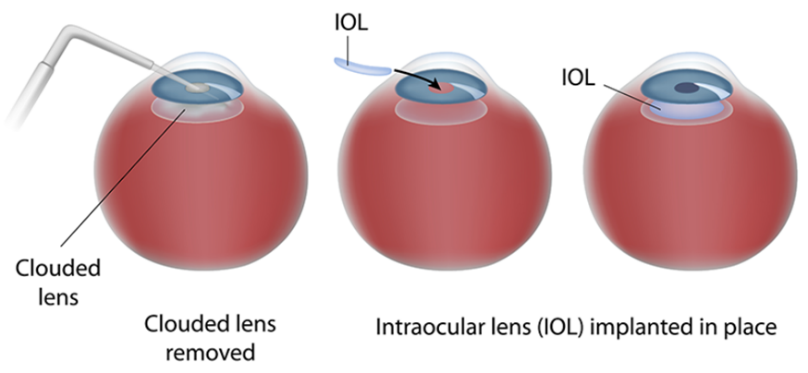 IOL
IOL
Clouded
lens
Clouded lens
removed
Intraocular lens (IOL) implanted in place